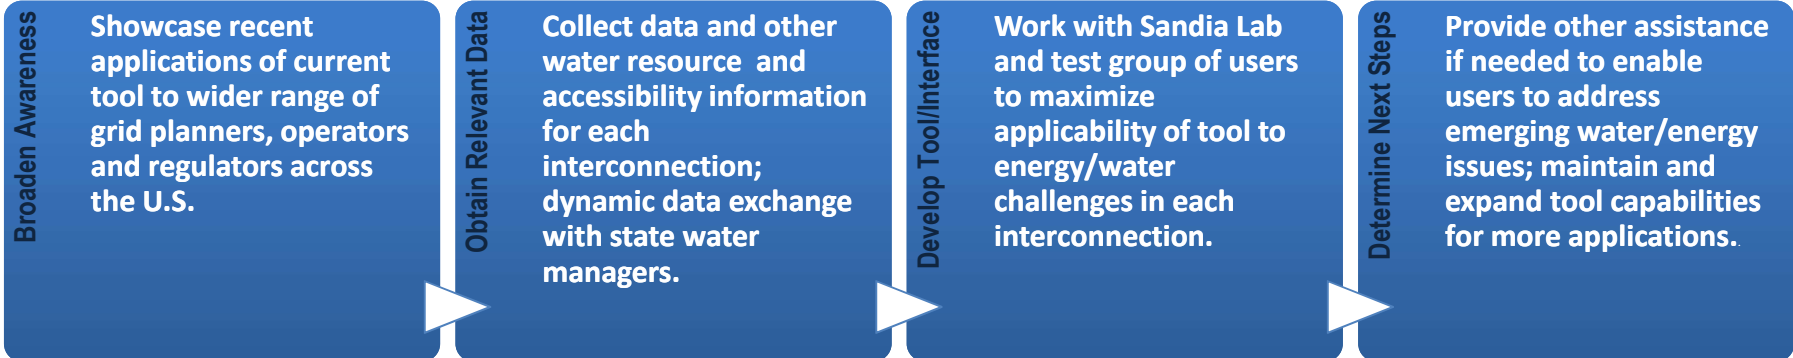 Broaden Awareness
Showcase recent
applications of current
tool to wider range of
grid planners, operators
and regulators across
the U.S.
Obtain Relevant Data
Collect data and other
water resource  and
accessibility information
for each
interconnection;
dynamic data exchange
with state water
managers.
Develop Tool/Interface
Work with Sandia Lab
and test group of users
to maximize
applicability of tool to
energy/water
challenges in each
interconnection.
Determine Next Steps
Provide other assistance
if needed to enable
users to address
emerging water/energy
issues; maintain and
expand tool capabilities
for more applications..